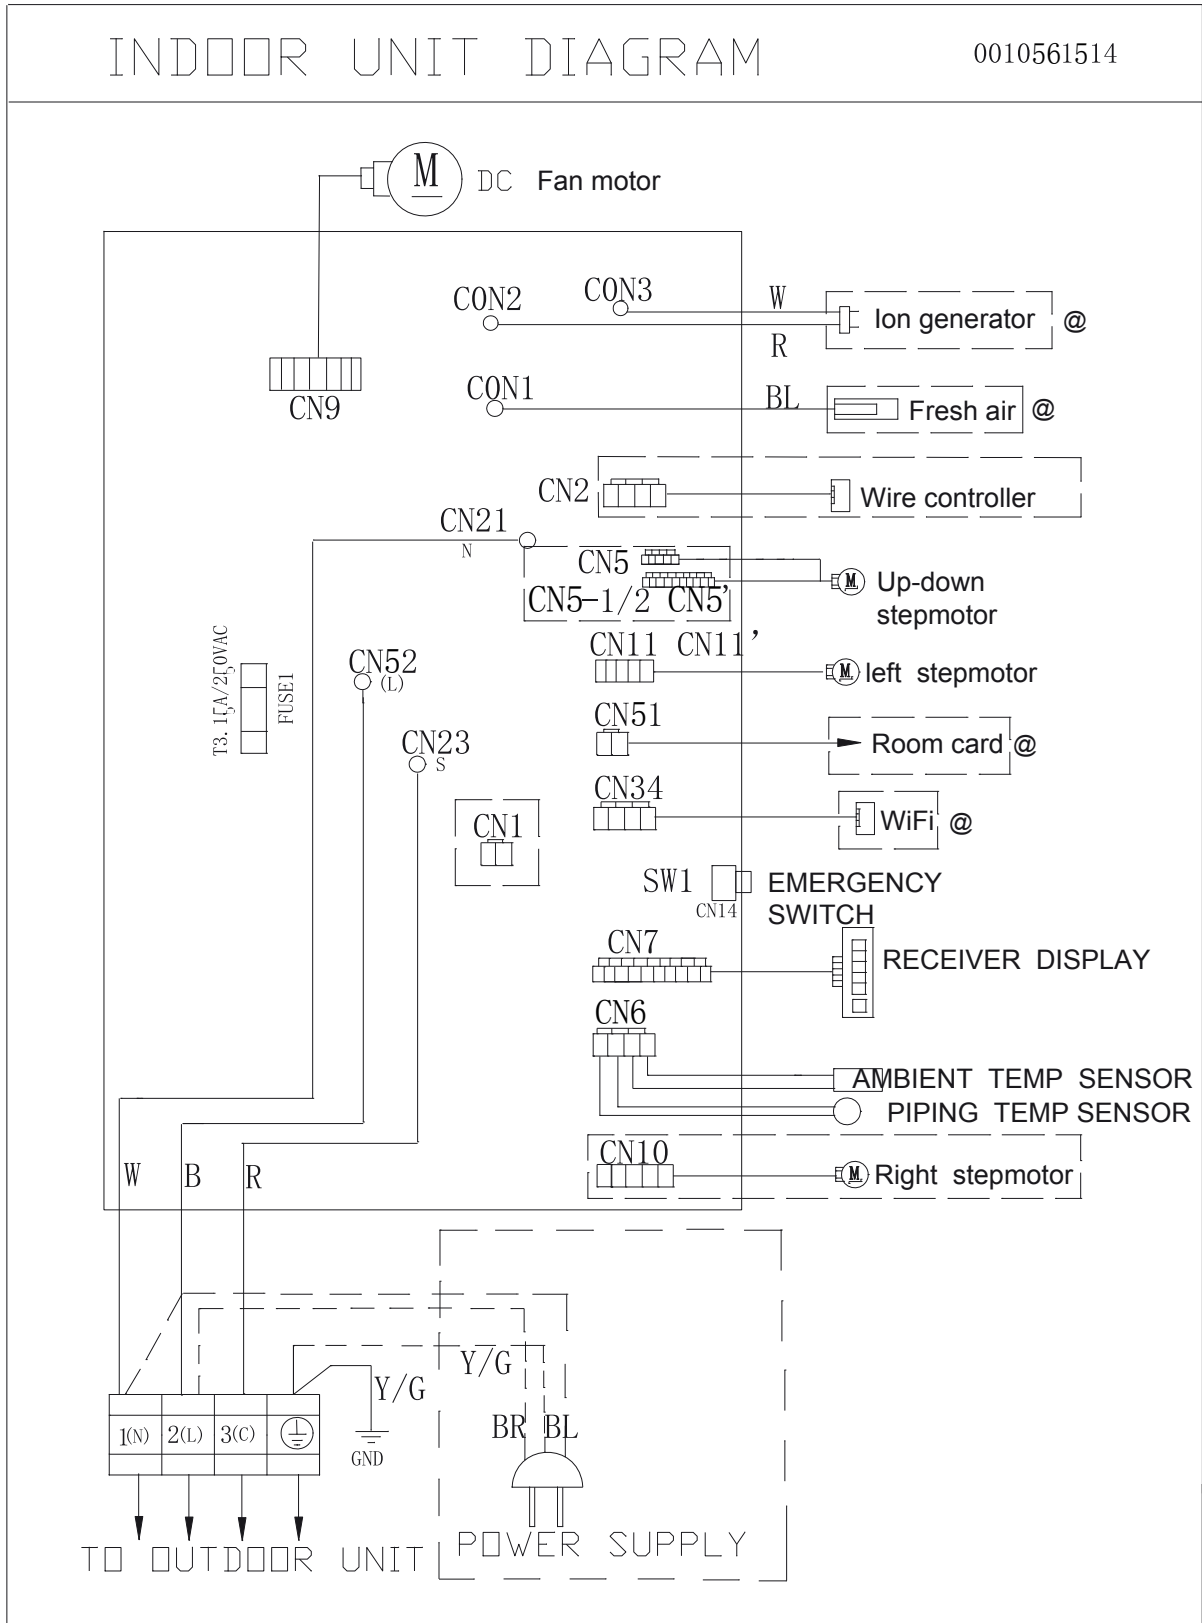 INDOOR UNIT DIAGRAM 0010561514
M DC Fan motor
CON2 CON3 W
Ion generator @
R
CN9
CON1 BL
Fresh air @
CN2 Wire controller
CN21
N
CN5
CN5-1/2 CN5'
M Up-down
stepmotor
CN11 CN11'
M left stepmotor
T3.15A/250VAC
FUSE1
CN52
(L)
CN51
Room card @
CN23
S
CN34
WiFi @
CN1
SW1 EMERGENCY
CN14 SWITCH
CN7
RECEIVER DISPLAY
CN6
AMBIENT TEMP SENSOR
PIPING TEMP SENSOR
CN10
M Right stepmotor
W B R
Y/G
Y/G
1(N) 2(L) 3(C)
GND
BR BL
TO OUTDOOR UNIT
POWER SUPPLY